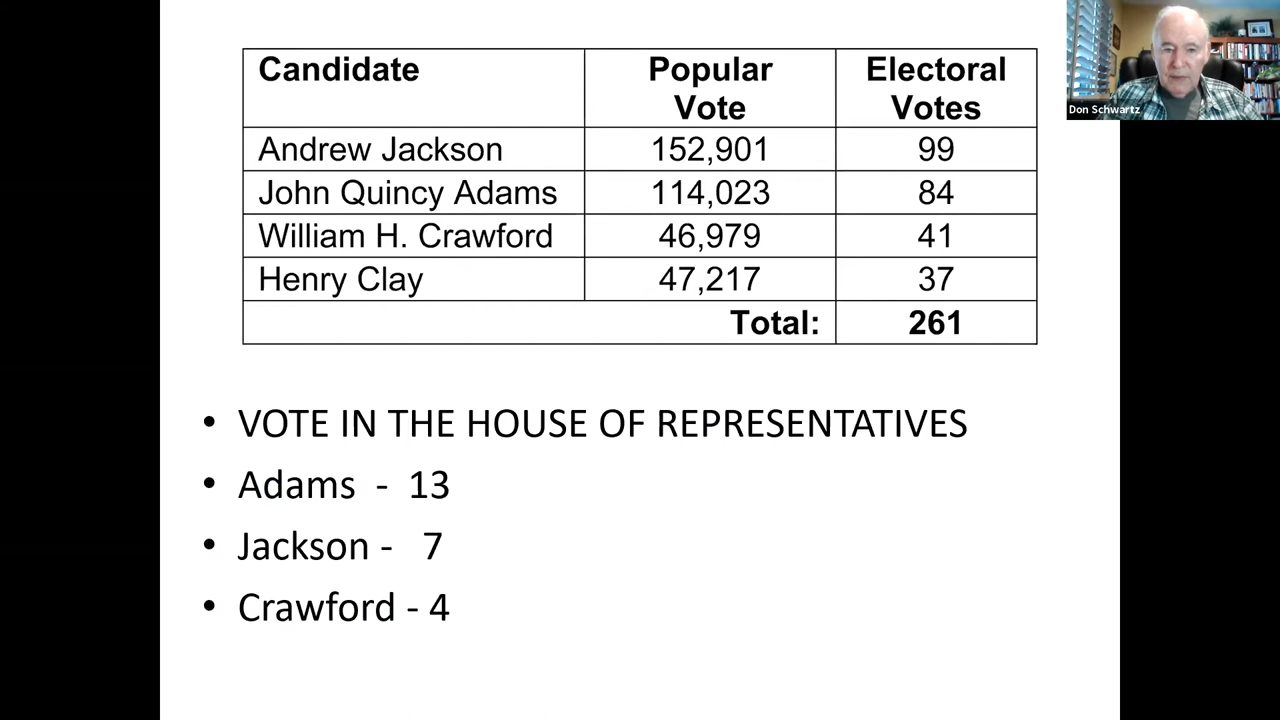 Candidate Popular Vote Electoral Votes
Andrew Jackson 152,901 99
John Quincy Adams 114,023 84
William H. Crawford 46,979 41
Henry Clay 47,217 37
Total: 261
• VOTE IN THE HOUSE OF REPRESENTATIVES
• Adams - 13
• Jackson - 7
• Crawford - 4
Don Schwartz